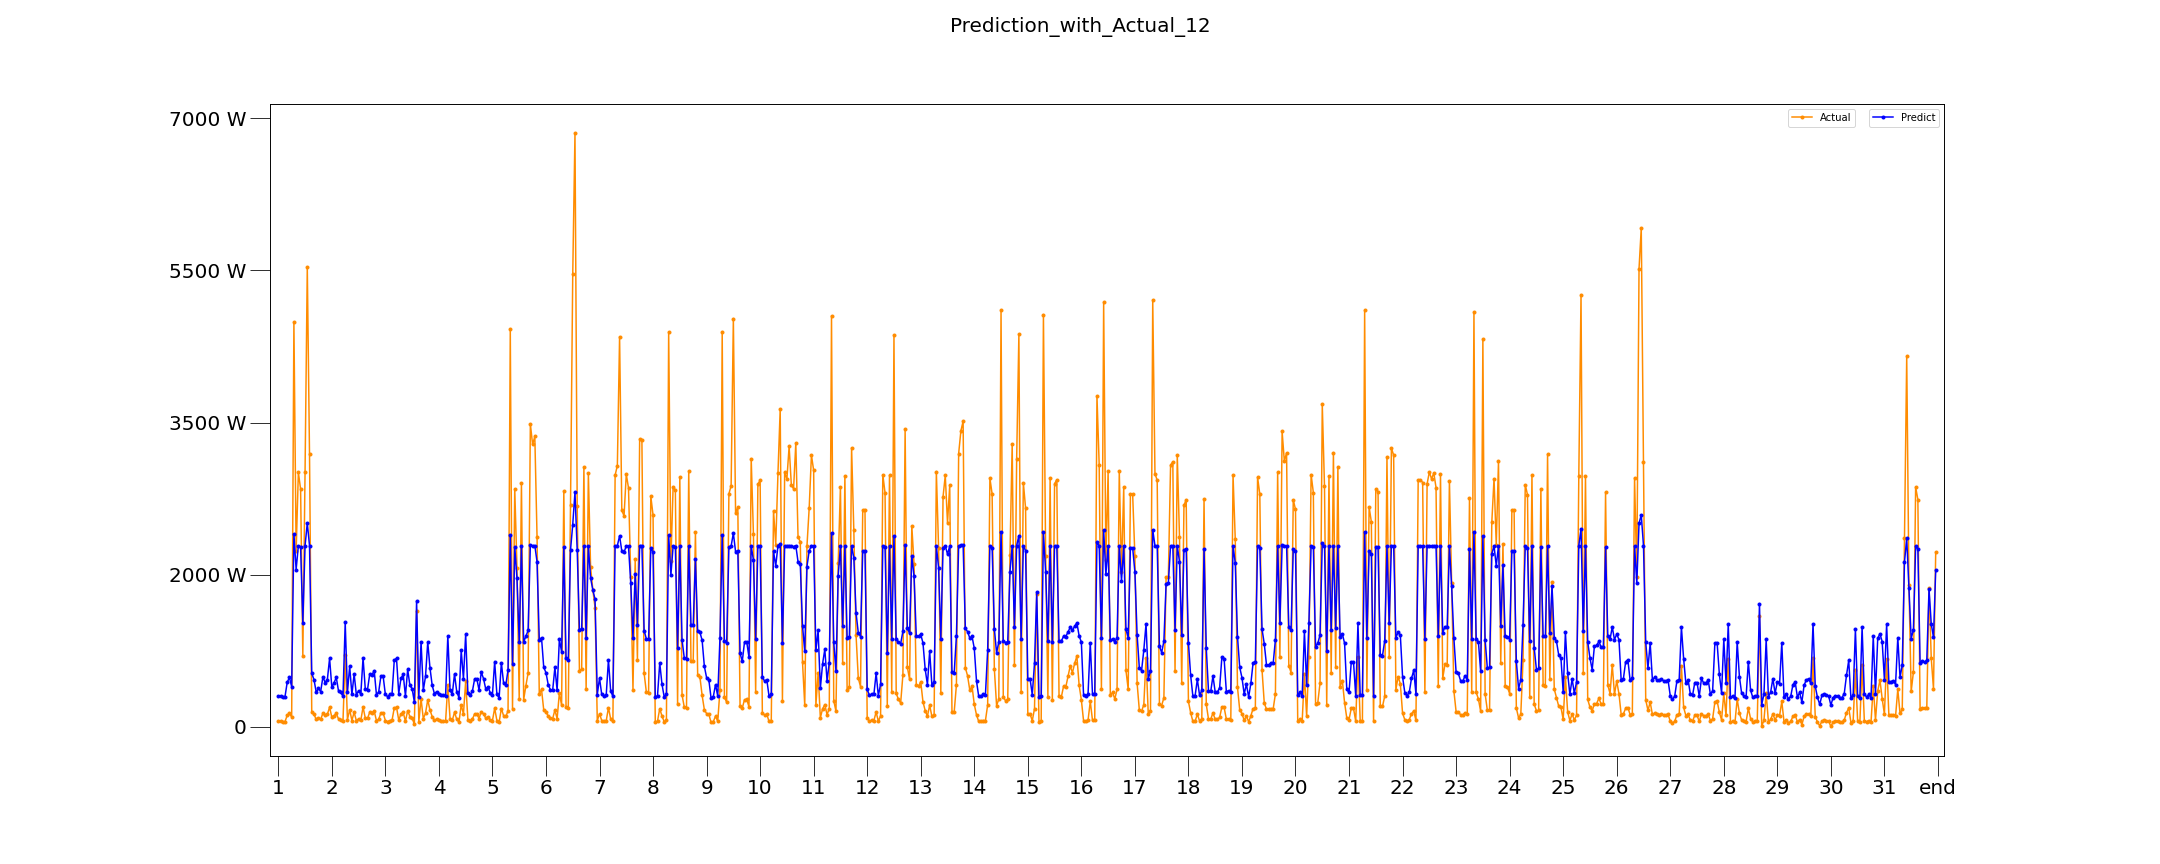 Prediction_with_Actual_12
Actual Predict
7000 W
5500 W
3500 W
2000 W
0
1 2 3 4 5 6 7 8 9 10 11 12 13 14 15 16 17 18 19 20 21 22 23 24 25 26 27 28 29 30 31 end